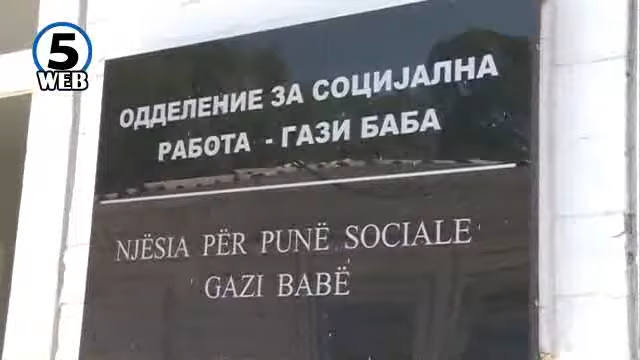 5
WEB
ОДДЕЛЕНИЕ ЗА СОЦИЈАЛНА
РАБОТА - ГАЗИ БАБА
NJËSIA PËR PUNË SOCIALE
GAZI BABË